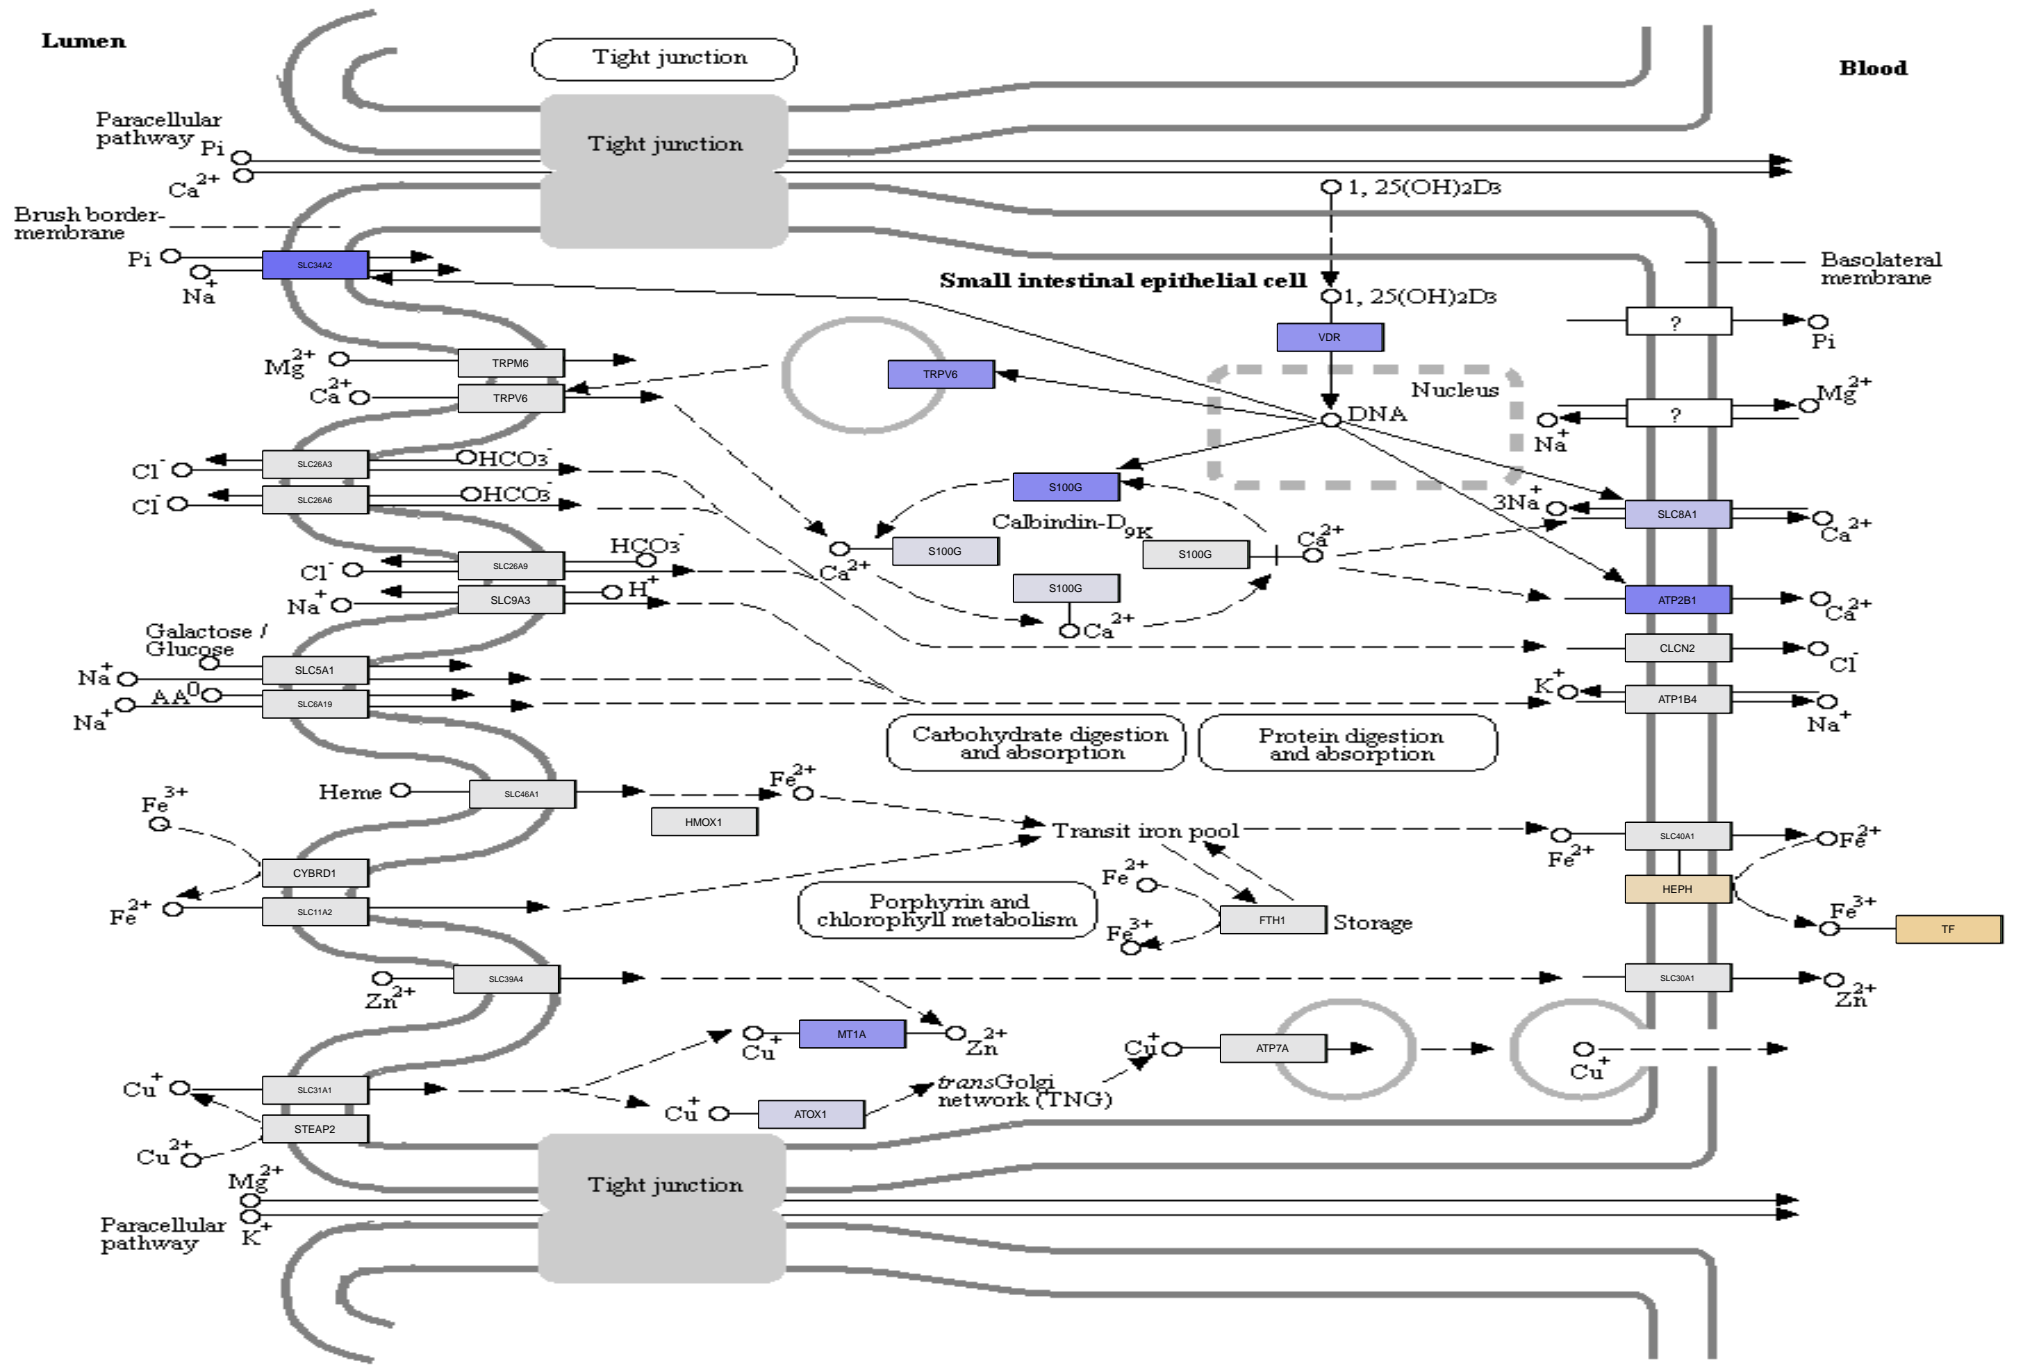 Lumen
Tight junction
Blood
Paracellular
pathway
Tight junction
Pi
Ca2+
1, 25(OH)2D3
Brush border-
membrane
Pi
SLC34A2
Na+
Basolateral
membrane
Small intestinal epithelial cell
1, 25(OH)2D3
?
Pi
VDR
Mg2+
TRPM6
TRPV6
Nucleus
Ca2+
TRPV6
Mg2+
?
DNA
Na+
Cl-
SLC26A3
HCO3-
Cl-
SLC26A6
HCO3-
S100G
3Na+
SLC8A1
Ca2+
Calbindin-D9K
HCO3-
Cl-
SLC26A9
Ca2+
S100G
S100G
Ca2+
Na+
SLC9A3
H+
S100G
Ca2+
ATP2B1
Ca2+
Galactose /
Glucose
CLCN2
Cl-
Na+
SLC5A1
AA0
Na+
SLC6A19
K+
ATP1B4
Na+
Carbohydrate digestion
and absorption
Protein digestion
and absorption
Heme
SLC46A1
Fe2+
Fe3+
HMOX1
Transit iron pool
Fe2+
SLC40A1
Fe2+
CYBRD1
Fe2+
SLC11A2
Porphyrin and
chlorophyll metabolism
Fe2+
Fe3+
FTH1
Storage
HEPH
Fe3+
TF
Zn2+
SLC39A4
SLC30A1
Zn2+
Cu+
MT1A
Zn2+
Cu+
ATP7A
Cu+
Cu+
SLC31A1
transGolgi
network (TNG)
Cu+
ATOX1
STEAP2
Cu2+
Mg2+
Tight junction
Paracellular
pathway
K+